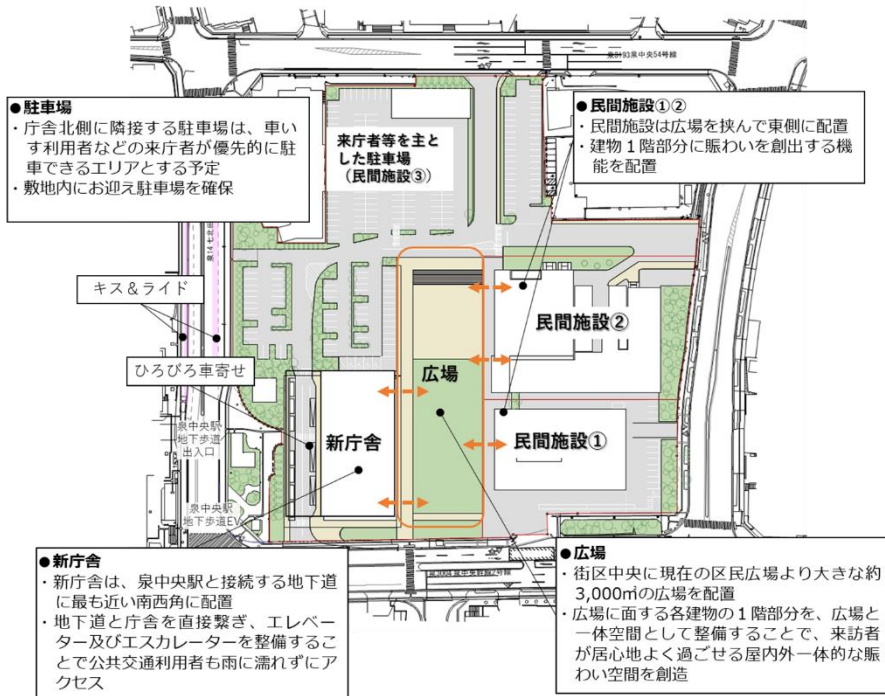 泉8193泉中央54号線
●駐車場
・庁舎北側に隣接する駐車場は、車い
す利用者などの来庁者が優先的に駐
車できるエリアとする予定
・敷地内にお迎え駐車場を確保
来庁者等を主と
した駐車場
（民間施設③）
●民間施設①②
・民間施設は広場を挟んで東側に配置
・建物１階部分に賑わいを創出する機
能を配置
キス＆ライド
ひろびろ車寄せ
民間施設②
広場
新庁舎
民間施設①
泉中央駅
地下歩道
出入口
泉中央駅
地下歩道EV
●新庁舎
・新庁舎は、泉中央駅と接続する地下道
に最も近い南西角に配置
・地下道と庁舎を直接繋ぎ、エレベー
ター及びエスカレーターを整備するこ
とで公共交通利用者も雨に濡れずにア
クセス
●広場
・街区中央に現在の区民広場より大きな約
3,000㎡の広場を配置
・広場に面する各建物の１階部分を、広場と
一体空間として整備することで、来訪者
が居心地よく過ごせる屋内外一体的な賑
わい空間を創造